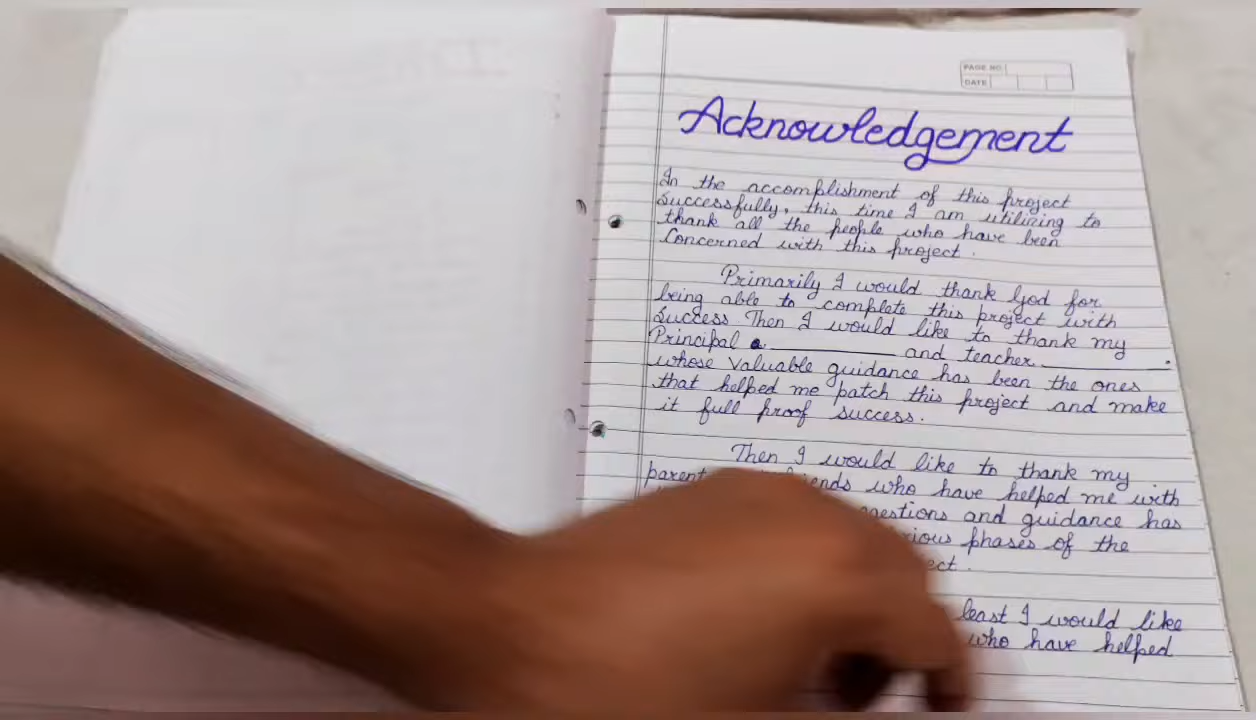 PAGE NO.
DATE
Acknowledgement
In the accomplishment of this project
Successfully, this time I am utilizing to
thank all the people who have been
Concerned with this project.
Primarily I would thank God for
being able to complete this project with
Success Then I would like to thank my
Principal ____________ and teacher ____________.
whose valuable guidance has been the ones
that helped me patch this project and make
it full proof success.
Then I would like to thank my
who have helped me with
and guidance has
phases of the
least I would like
who have helped